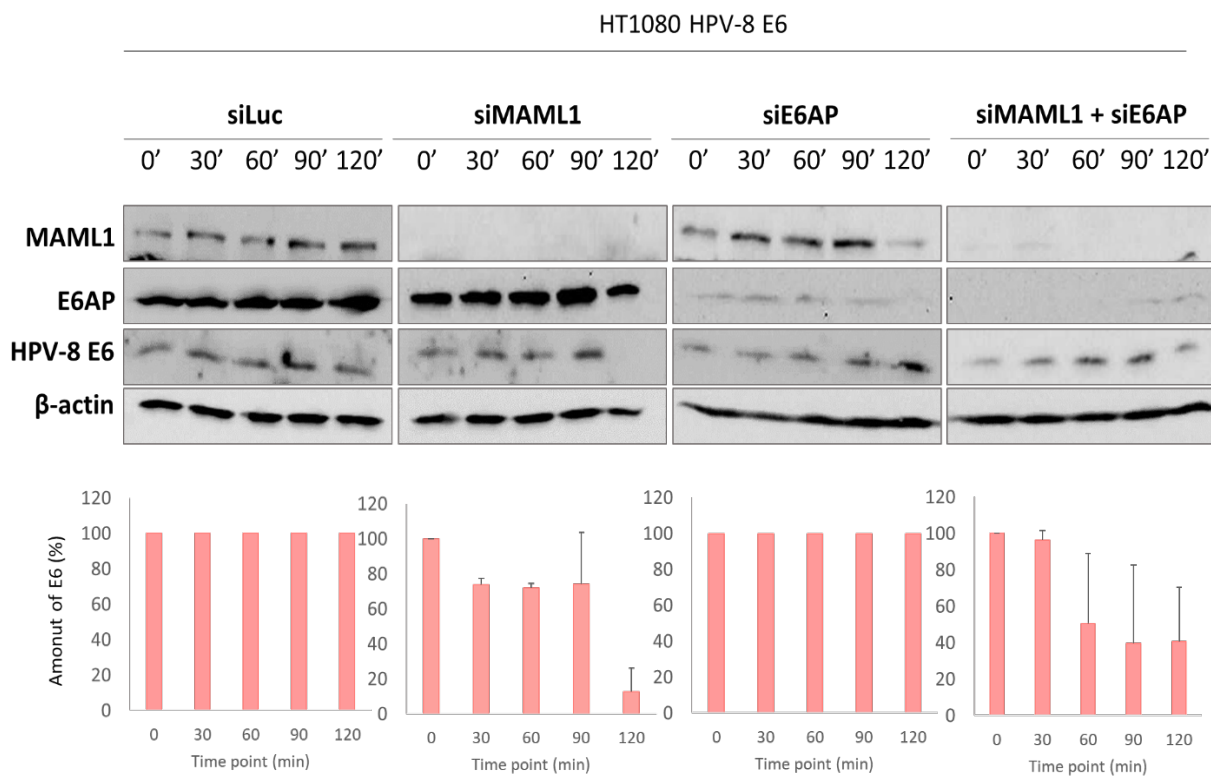 HT1080 HPV-8 E6
siLuc siMAML1 siE6AP siMAML1 + siE6AP
0’ 30’ 60’ 90’ 120’ 0’ 30’ 60’ 90’ 120’ 0’ 30’ 60’ 90’ 120’ 0’ 30’ 60’ 90’ 120’
MAML1
E6AP
HPV-8 E6
β-actin
Amonut of E6 (%)
120 100 80 60 40 20 0
0 30 60 90 120
Time point (min)
120 100 80 60 40 20 0
0 30 60 90 120
Time point (min)
120 100 80 60 40 20 0
0 30 60 90 120
Time point (min)
120 100 80 60 40 20 0
0 30 60 90 120
Time point (min)